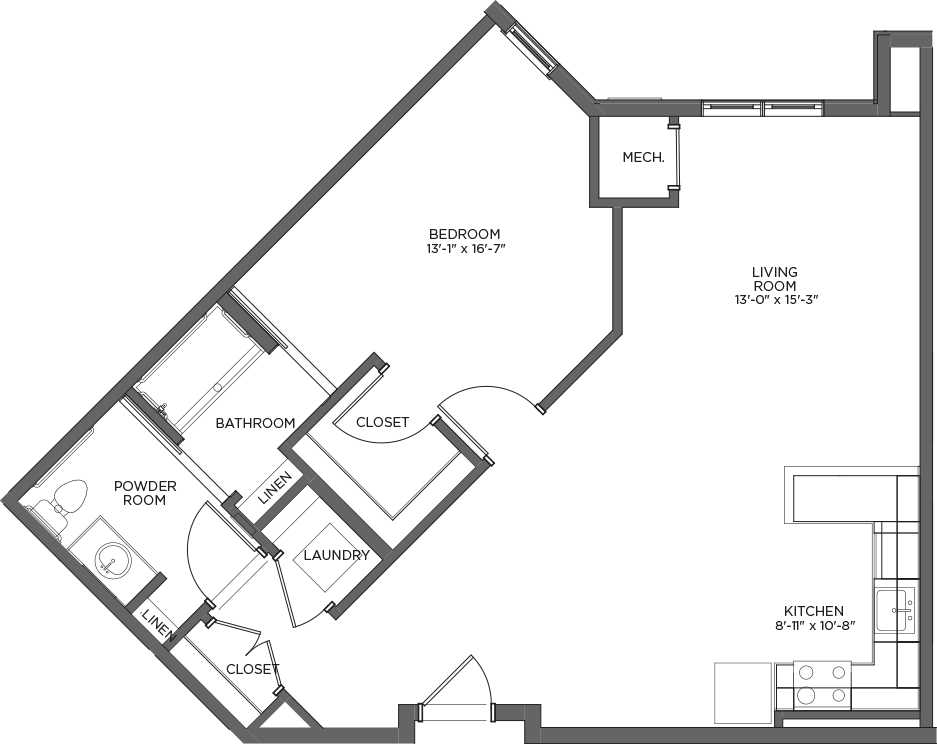 MECH.
BEDROOM
13'-1" x 16'-7"
LIVING
ROOM
13'-0" x 15'-3"
BATHROOM
CLOSET
POWDER
ROOM
LINEN
LAUNDRY
LINEN
KITCHEN
8'-11" x 10'-8"
CLOSET